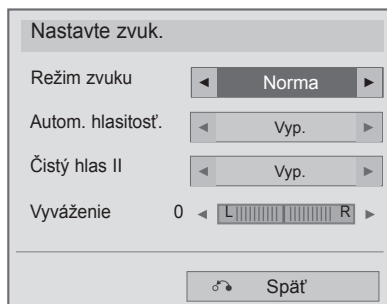 Nastavte zvuk.
Režim zvuku ◄ Norma ►
Autom. hlasitosť. ◄ Vyp. ►
Čistý hlas II ◄ Vyp. ►
Vyváženie 0 ◄ L R ►
Späť